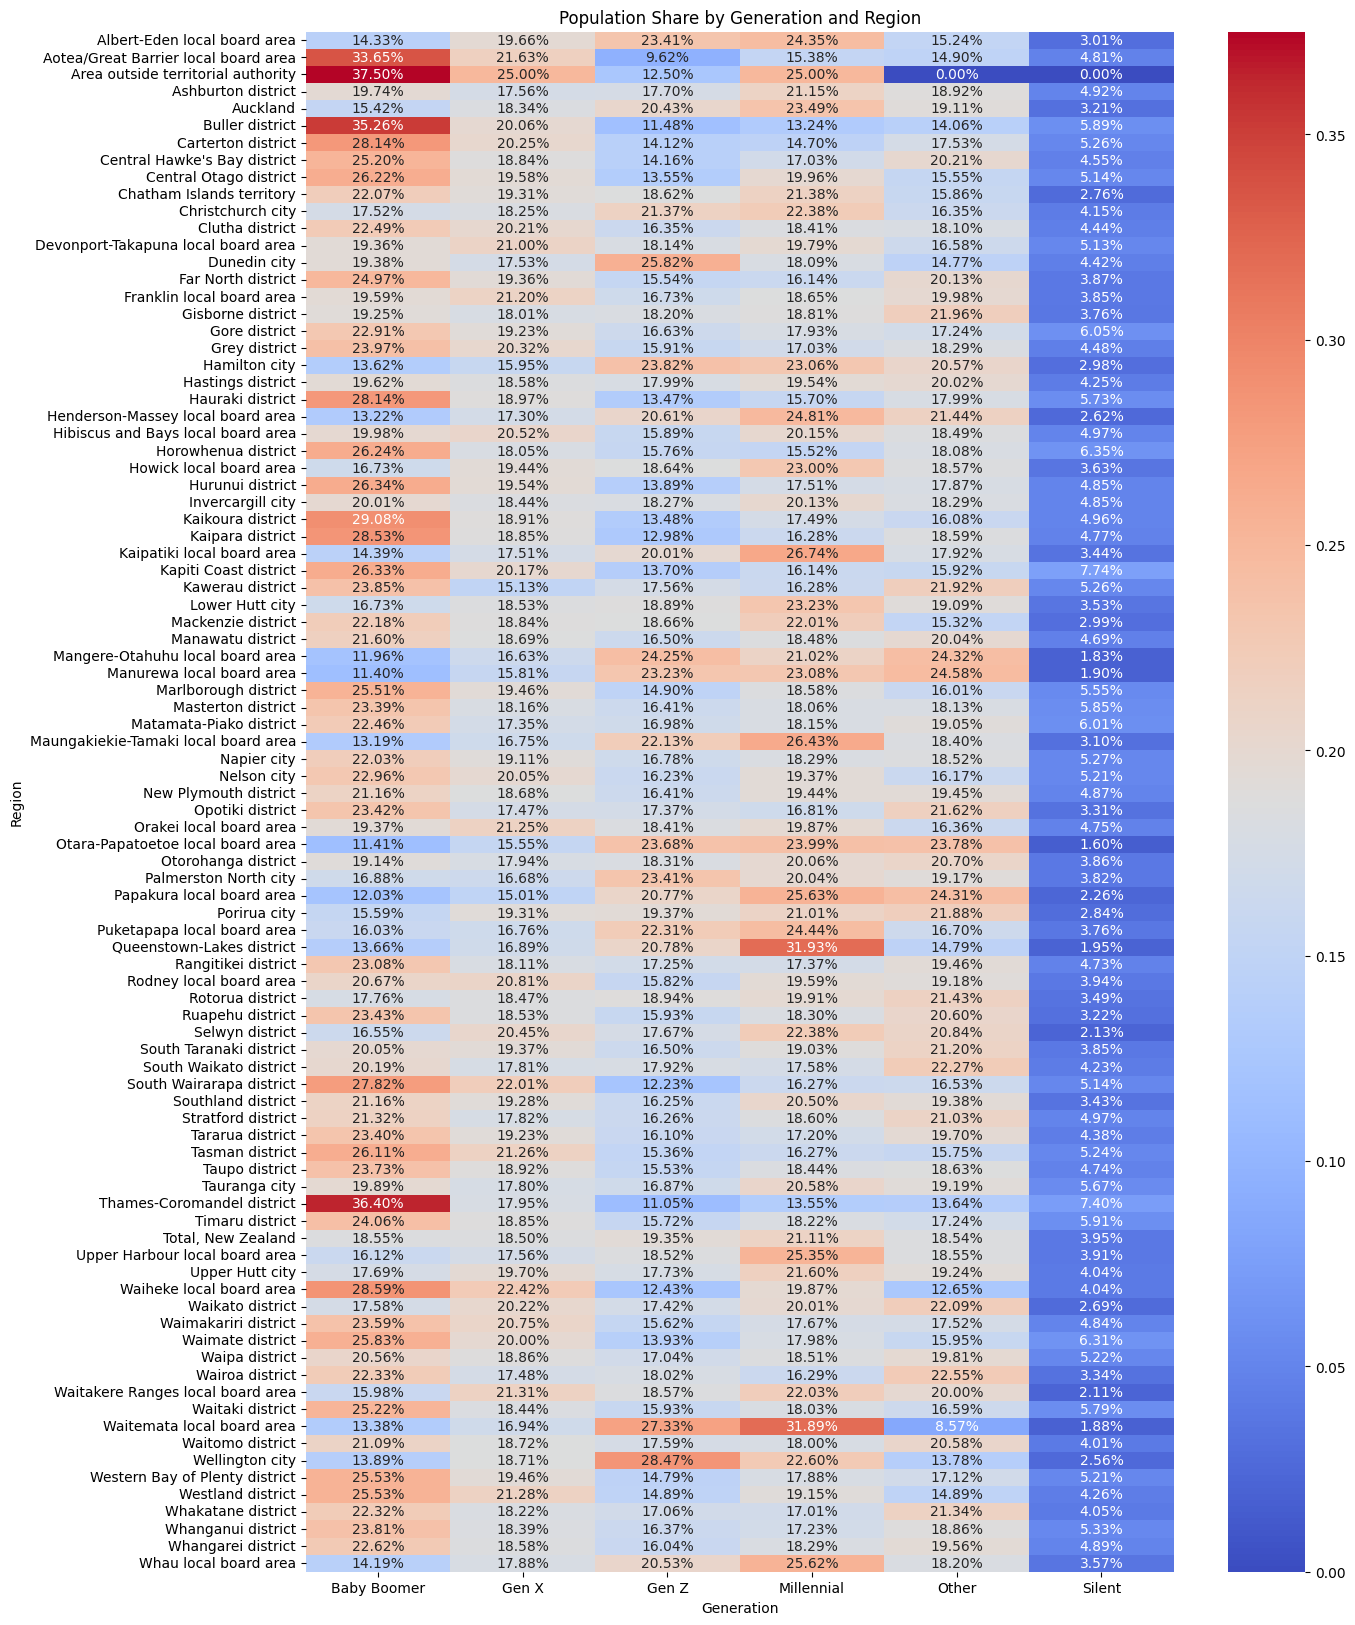 Population Share by Generation and Region
Albert-Eden local board area 14.33% 19.66% 23.41% 24.35% 15.24% 3.01%
Aotea/Great Barrier local board area 33.65% 21.63% 9.62% 15.38% 14.90% 4.81%
Area outside territorial authority 37.50% 25.00% 12.50% 25.00% 0.00% 0.00%
Ashburton district 19.74% 17.56% 17.70% 21.15% 18.92% 4.92%
Auckland 15.42% 18.34% 20.43% 23.49% 19.11% 3.21%
Buller district 35.26% 20.06% 11.48% 13.24% 14.06% 5.89%
Carterton district 28.14% 20.25% 14.12% 14.70% 17.53% 5.26%
Central Hawke's Bay district 25.20% 18.84% 14.16% 17.03% 20.21% 4.55%
Central Otago district 26.22% 19.58% 13.55% 19.96% 15.55% 5.14%
Chatham Islands territory 22.07% 19.31% 18.62% 21.38% 15.86% 2.76%
Christchurch city 17.52% 18.25% 21.37% 22.38% 16.35% 4.15%
Clutha district 22.49% 20.21% 16.35% 18.41% 18.10% 4.44%
Devonport-Takapuna local board area 19.36% 21.00% 18.14% 19.79% 16.58% 5.13%
Dunedin city 19.38% 17.53% 25.82% 18.09% 14.77% 4.42%
Far North district 24.97% 19.36% 15.54% 16.14% 20.13% 3.87%
Franklin local board area 19.59% 21.20% 16.73% 18.65% 19.98% 3.85%
Gisborne district 19.25% 18.01% 18.20% 18.81% 21.96% 3.76%
Gore district 22.91% 19.23% 16.63% 17.93% 17.24% 6.05%
Grey district 23.97% 20.32% 15.91% 17.03% 18.29% 4.48%
Hamilton city 13.62% 15.95% 23.82% 23.06% 20.57% 2.98%
Hastings district 19.62% 18.58% 17.99% 19.54% 20.02% 4.25%
Hauraki district 28.14% 18.97% 13.47% 15.70% 17.99% 5.73%
Henderson-Massey local board area 13.22% 17.30% 20.61% 24.81% 21.44% 2.62%
Hibiscus and Bays local board area 19.98% 20.52% 15.89% 20.15% 18.49% 4.97%
Horowhenua district 26.24% 18.05% 15.76% 15.52% 18.08% 6.35%
Howick local board area 16.73% 19.44% 18.64% 23.00% 18.57% 3.63%
Hurunui district 26.34% 19.54% 13.89% 17.51% 17.87% 4.85%
Invercargill city 20.01% 18.44% 18.27% 20.13% 18.29% 4.85%
Kaikoura district 29.08% 18.91% 13.48% 17.49% 16.08% 4.96%
Kaipara district 28.53% 18.85% 12.98% 16.28% 18.59% 4.77%
Kaipatiki local board area 14.39% 17.51% 20.01% 26.74% 17.92% 3.44%
Kapiti Coast district 26.33% 20.17% 13.70% 16.14% 15.92% 7.74%
Kawerau district 23.85% 15.13% 17.56% 16.28% 21.92% 5.26%
Lower Hutt city 16.73% 18.53% 18.89% 23.23% 19.09% 3.53%
Mackenzie district 22.18% 18.84% 18.66% 22.01% 15.32% 2.99%
Manawatu district 21.60% 18.69% 16.50% 18.48% 20.04% 4.69%
Mangere-Otahuhu local board area 11.96% 16.63% 24.25% 21.02% 24.32% 1.83%
Manurewa local board area 11.40% 15.81% 23.23% 23.08% 24.58% 1.90%
Marlborough district 25.51% 19.46% 14.90% 18.58% 16.01% 5.55%
Masterton district 23.39% 18.16% 16.41% 18.06% 18.13% 5.85%
Matamata-Piako district 22.46% 17.35% 16.98% 18.15% 19.05% 6.01%
Maungakiekie-Tamaki local board area 13.19% 16.75% 22.13% 26.43% 18.40% 3.10%
Napier city 22.03% 19.11% 16.78% 18.29% 18.52% 5.27%
Nelson city 22.96% 20.05% 16.23% 19.37% 16.17% 5.21%
New Plymouth district 21.16% 18.68% 16.41% 19.44% 19.45% 4.87%
Opotiki district 23.42% 17.47% 17.37% 16.81% 21.62% 3.31%
Orakei local board area 19.37% 21.25% 18.41% 19.87% 16.36% 4.75%
Otara-Papatoetoe local board area 11.41% 15.55% 23.68% 23.99% 23.78% 1.60%
Otorohanga district 19.14% 17.94% 18.31% 20.06% 20.70% 3.86%
Palmerston North city 16.88% 16.68% 23.41% 20.04% 19.17% 3.82%
Papakura local board area 12.03% 15.01% 20.77% 25.63% 24.31% 2.26%
Porirua city 15.59% 19.31% 19.37% 21.01% 21.88% 2.84%
Puketapapa local board area 16.03% 16.76% 22.31% 24.44% 16.70% 3.76%
Queenstown-Lakes district 13.66% 16.89% 20.78% 31.93% 14.79% 1.95%
Rangitikei district 23.08% 18.11% 17.25% 17.37% 19.46% 4.73%
Rodney local board area 20.67% 20.81% 15.82% 19.59% 19.18% 3.94%
Rotorua district 17.76% 18.47% 18.94% 19.91% 21.43% 3.49%
Ruapehu district 23.43% 18.53% 15.93% 18.30% 20.60% 3.22%
Selwyn district 16.55% 20.45% 17.67% 22.38% 20.84% 2.13%
South Taranaki district 20.05% 19.37% 16.50% 19.03% 21.20% 3.85%
South Waikato district 20.19% 17.81% 17.92% 17.58% 22.27% 4.23%
South Wairarapa district 27.82% 22.01% 12.23% 16.27% 16.53% 5.14%
Southland district 21.16% 19.28% 16.25% 20.50% 19.38% 3.43%
Stratford district 21.32% 17.82% 16.26% 18.60% 21.03% 4.97%
Tararua district 23.40% 19.23% 16.10% 17.20% 19.70% 4.38%
Tasman district 26.11% 21.26% 15.36% 16.27% 15.75% 5.24%
Taupo district 23.73% 18.92% 15.53% 18.44% 18.63% 4.74%
Tauranga city 19.89% 17.80% 16.87% 20.58% 19.19% 5.67%
Thames-Coromandel district 36.40% 17.95% 11.05% 13.55% 13.64% 7.40%
Timaru district 24.06% 18.85% 15.72% 18.22% 17.24% 5.91%
Total, New Zealand 18.55% 18.50% 19.35% 21.11% 18.54% 3.95%
Upper Harbour local board area 16.12% 17.56% 18.52% 25.35% 18.55% 3.91%
Upper Hutt city 17.69% 19.70% 17.73% 21.60% 19.24% 4.04%
Waiheke local board area 28.59% 22.42% 12.43% 19.87% 12.65% 4.04%
Waikato district 17.58% 20.22% 17.42% 20.01% 22.09% 2.69%
Waimakariri district 23.59% 20.75% 15.62% 17.67% 17.52% 4.84%
Waimate district 25.83% 20.00% 13.93% 17.98% 15.95% 6.31%
Waipa district 20.56% 18.86% 17.04% 18.51% 19.81% 5.22%
Wairoa district 22.33% 17.48% 18.02% 16.29% 22.55% 3.34%
Waitakere Ranges local board area 15.98% 21.31% 18.57% 22.03% 20.00% 2.11%
Waitaki district 25.22% 18.44% 15.93% 18.03% 16.59% 5.79%
Waitemata local board area 13.38% 16.94% 27.33% 31.89% 8.57% 1.88%
Waitomo district 21.09% 18.72% 17.59% 18.00% 20.58% 4.01%
Wellington city 13.89% 18.71% 28.47% 22.60% 13.78% 2.56%
Western Bay of Plenty district 25.53% 19.46% 14.79% 17.88% 17.12% 5.21%
Westland district 25.53% 21.28% 14.89% 19.15% 14.89% 4.26%
Whakatane district 22.32% 18.22% 17.06% 17.01% 21.34% 4.05%
Whanganui district 23.81% 18.39% 16.37% 17.23% 18.86% 5.33%
Whangarei district 22.62% 18.58% 16.04% 18.29% 19.56% 4.89%
Whau local board area 14.19% 17.88% 20.53% 25.62% 18.20% 3.57%
Baby Boomer Gen X Gen Z Millennial Other Silent
Generation
Region
0.35
0.30
0.25
0.20
0.15
0.10
0.05
0.00